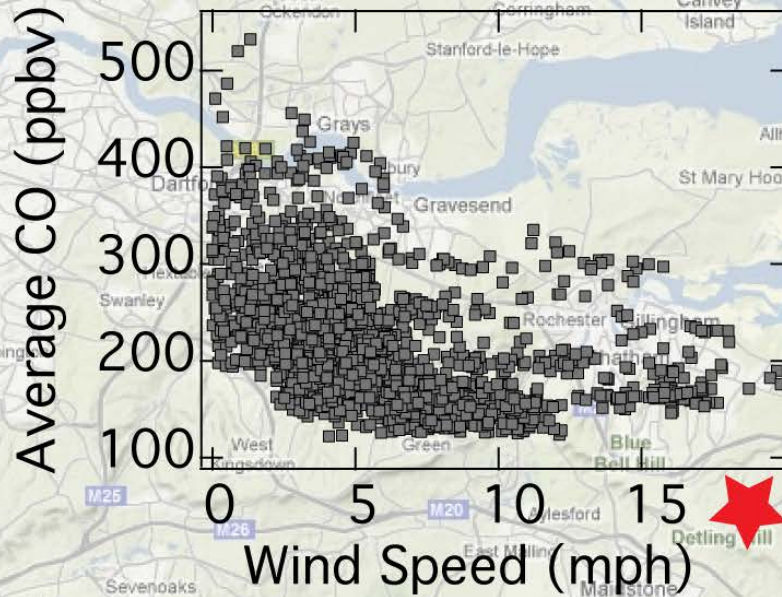 Ockendon
Corringham
Canvey
Island
Stanford-le-Hope
500
Grays
400
St Mary Hoo
Gravesend
300
Swanley
Rochester
200
West
Kingsdown
Green
100
Blue
Bell Hill
M25
0
5
10
15
M20
Aylesford
M26
Detling Hill
East Malling
Maidstone
Sevenoaks
Average CO (ppbv)
Wind Speed (mph)